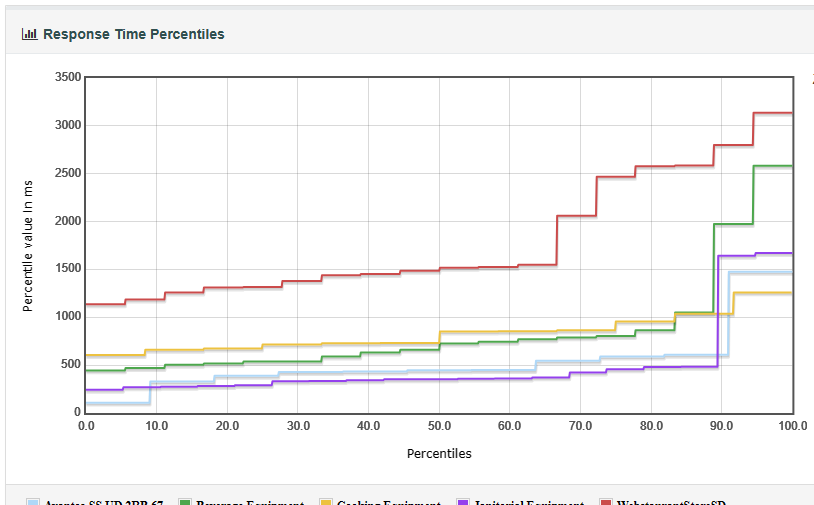 Response Time Percentiles
3500
3000
2500
2000
1500
1000
500
0
Percentile value in ms
0.0 10.0 20.0 30.0 40.0 50.0 60.0 70.0 80.0 90.0 100.0
Percentiles
Beverage Equipment Cooking Equipment Janitorial Equipment WebstaurantStoreSD